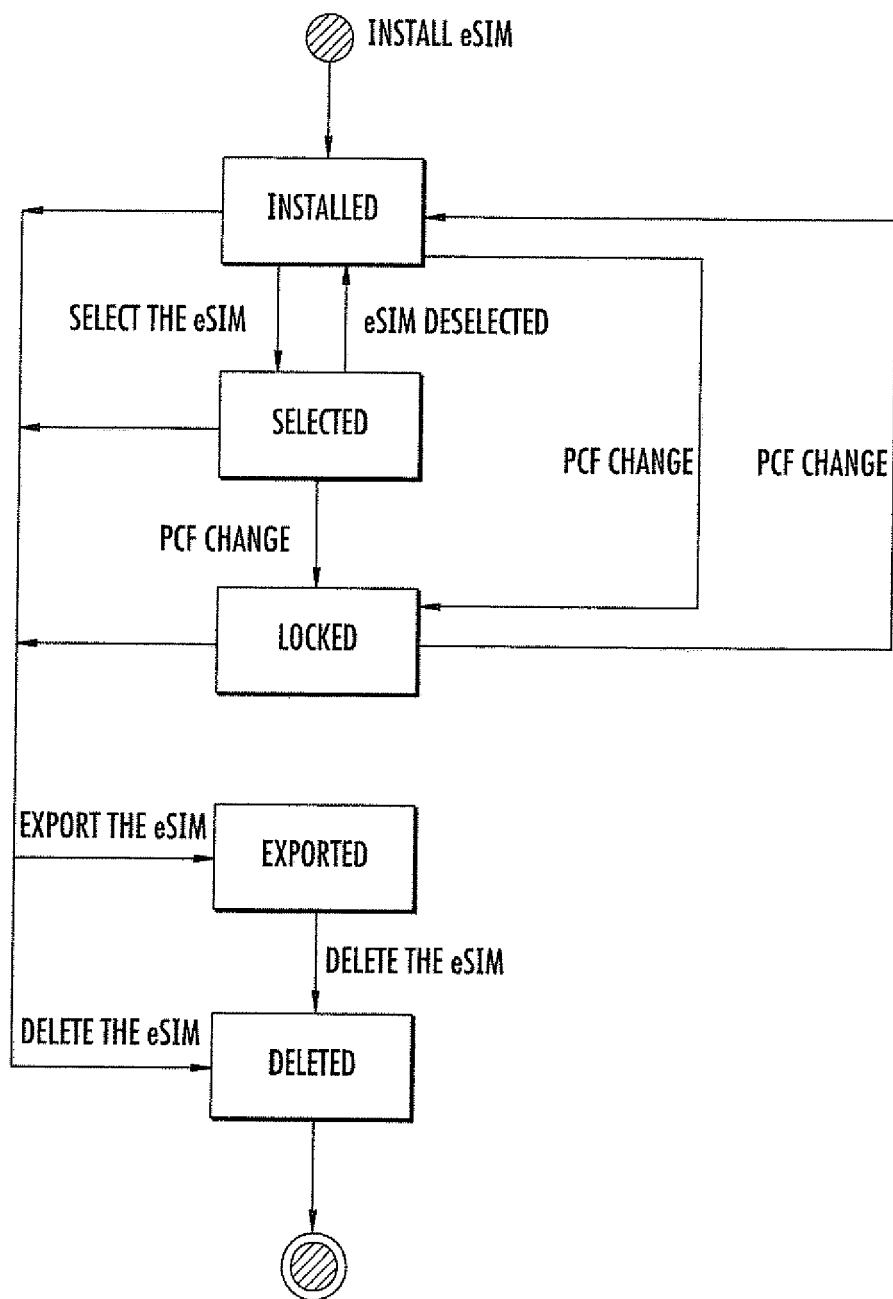 INSTALL eSIM
INSTALLED
SELECT THE eSIM
eSIM DESELECTED
SELECTED
PCF CHANGE
PCF CHANGE
PCF CHANGE
LOCKED
EXPORT THE eSIM
EXPORTED
DELETE THE eSIM
DELETE THE eSIM
DELETED